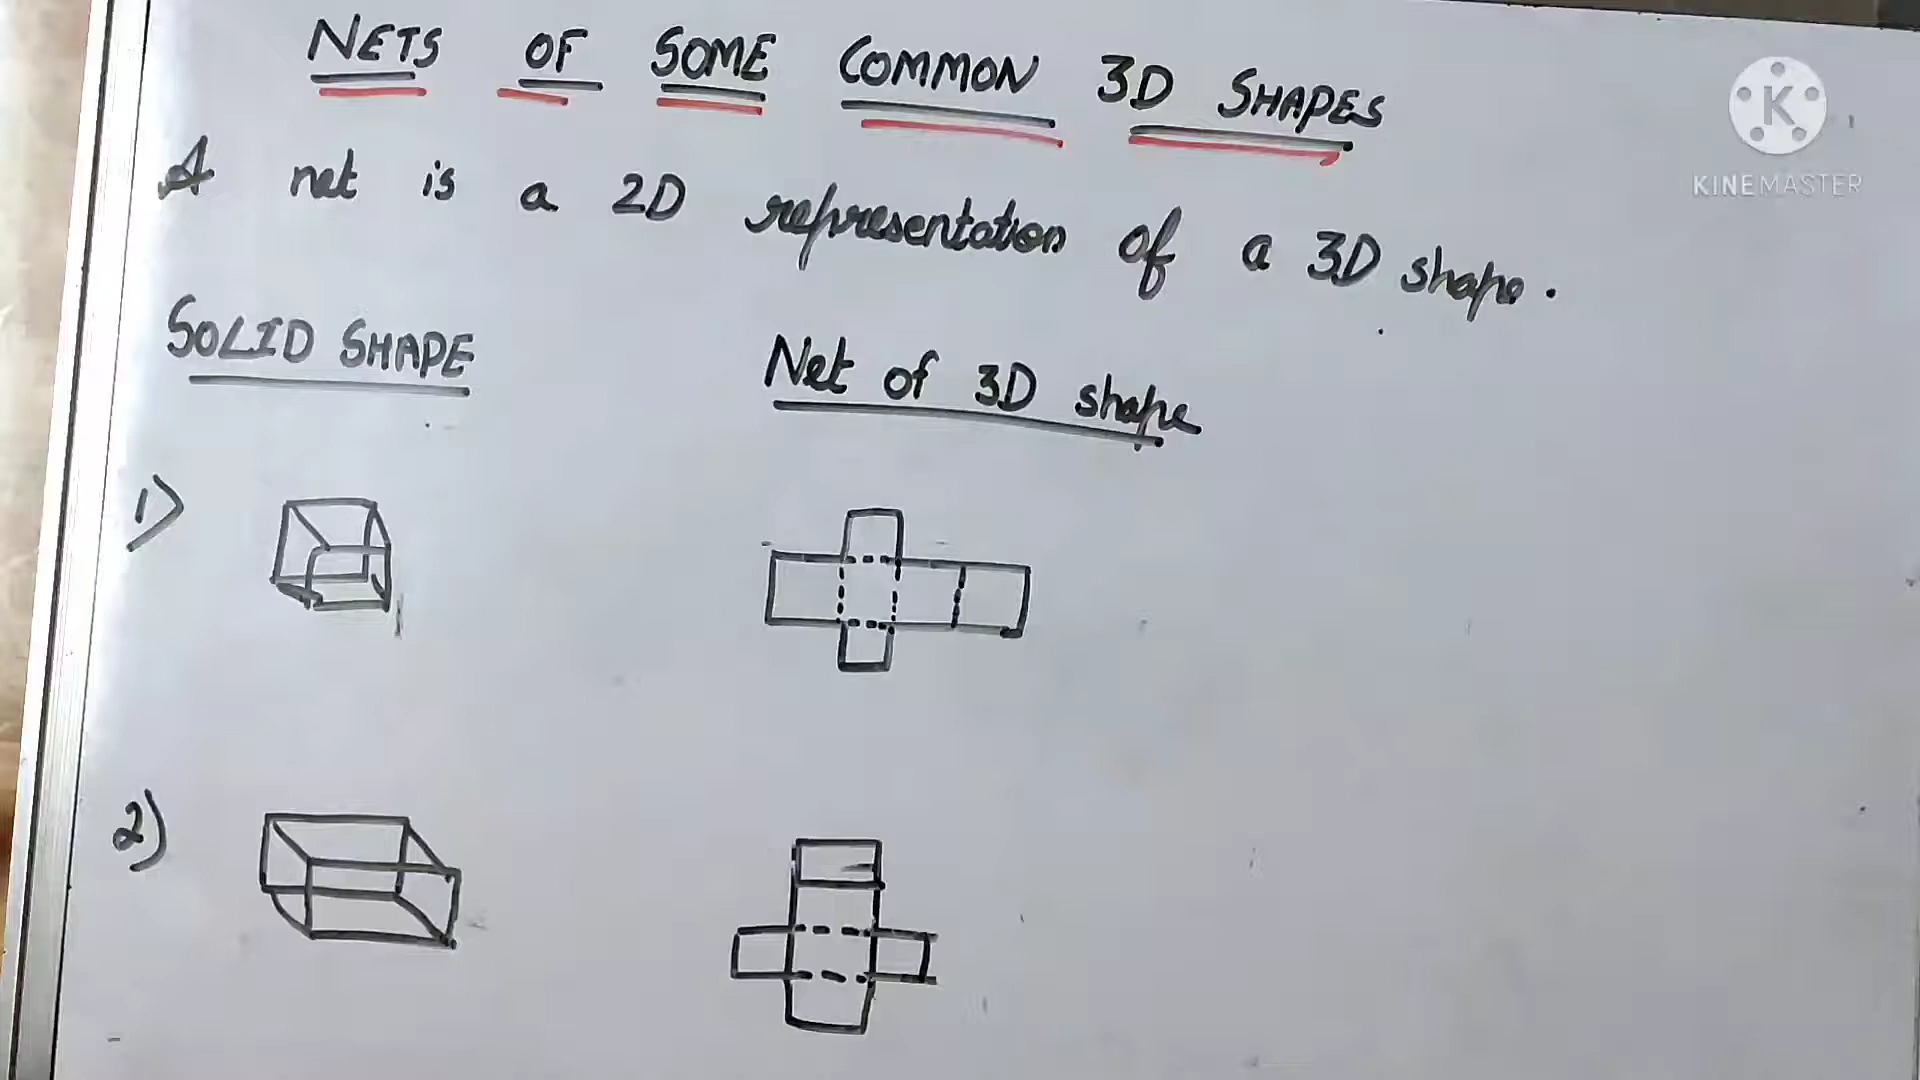 NETS OF SOME COMMON 3D SHAPES
K
KINEMASTER
A net is a 2D representation of a 3D shape.
SOLID SHAPE
Net of 3D shape
1)
2)